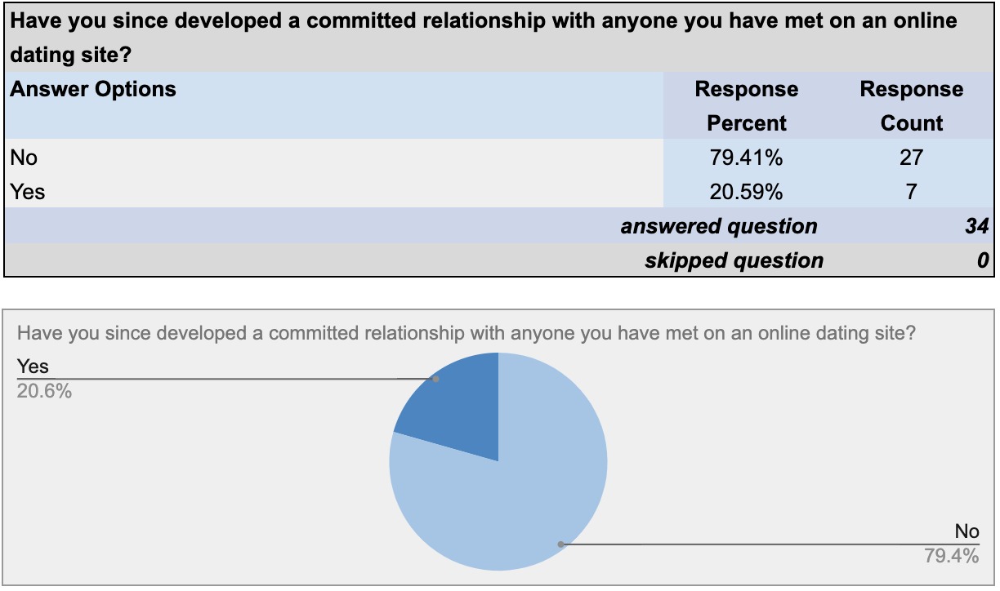 Have you since developed a committed relationship with anyone you have met on an online
dating site?
Answer Options Response Response
Percent Count
No 79.41% 27
Yes 20.59% 7
answered question 34
skipped question 0
Have you since developed a committed relationship with anyone you have met on an online dating site?
Yes
20.6%
No
79.4%